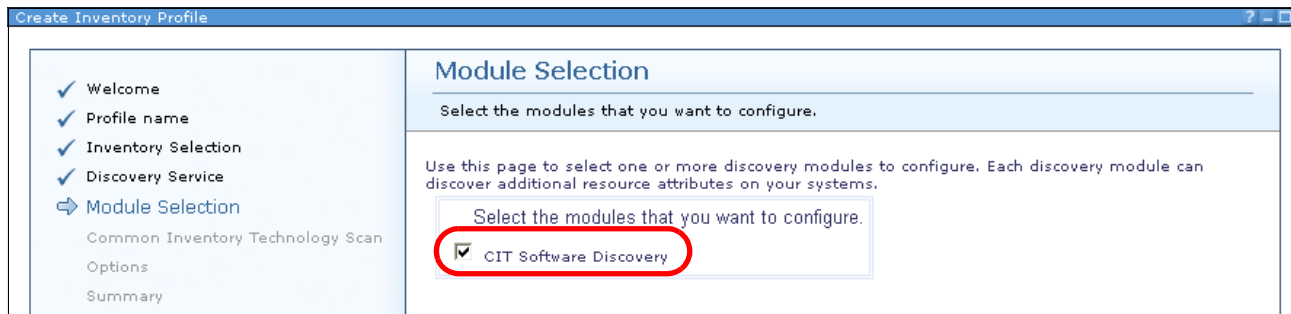 Create Inventory Profile
Welcome
Profile name
Inventory Selection
Discovery Service
Module Selection
Common Inventory Technology Scan
Options
Summary
Module Selection
Select the modules that you want to configure.
Use this page to select one or more discovery modules to configure. Each discovery module can
discover additional resource attributes on your systems.
Select the modules that you want to configure.
CIT Software Discovery